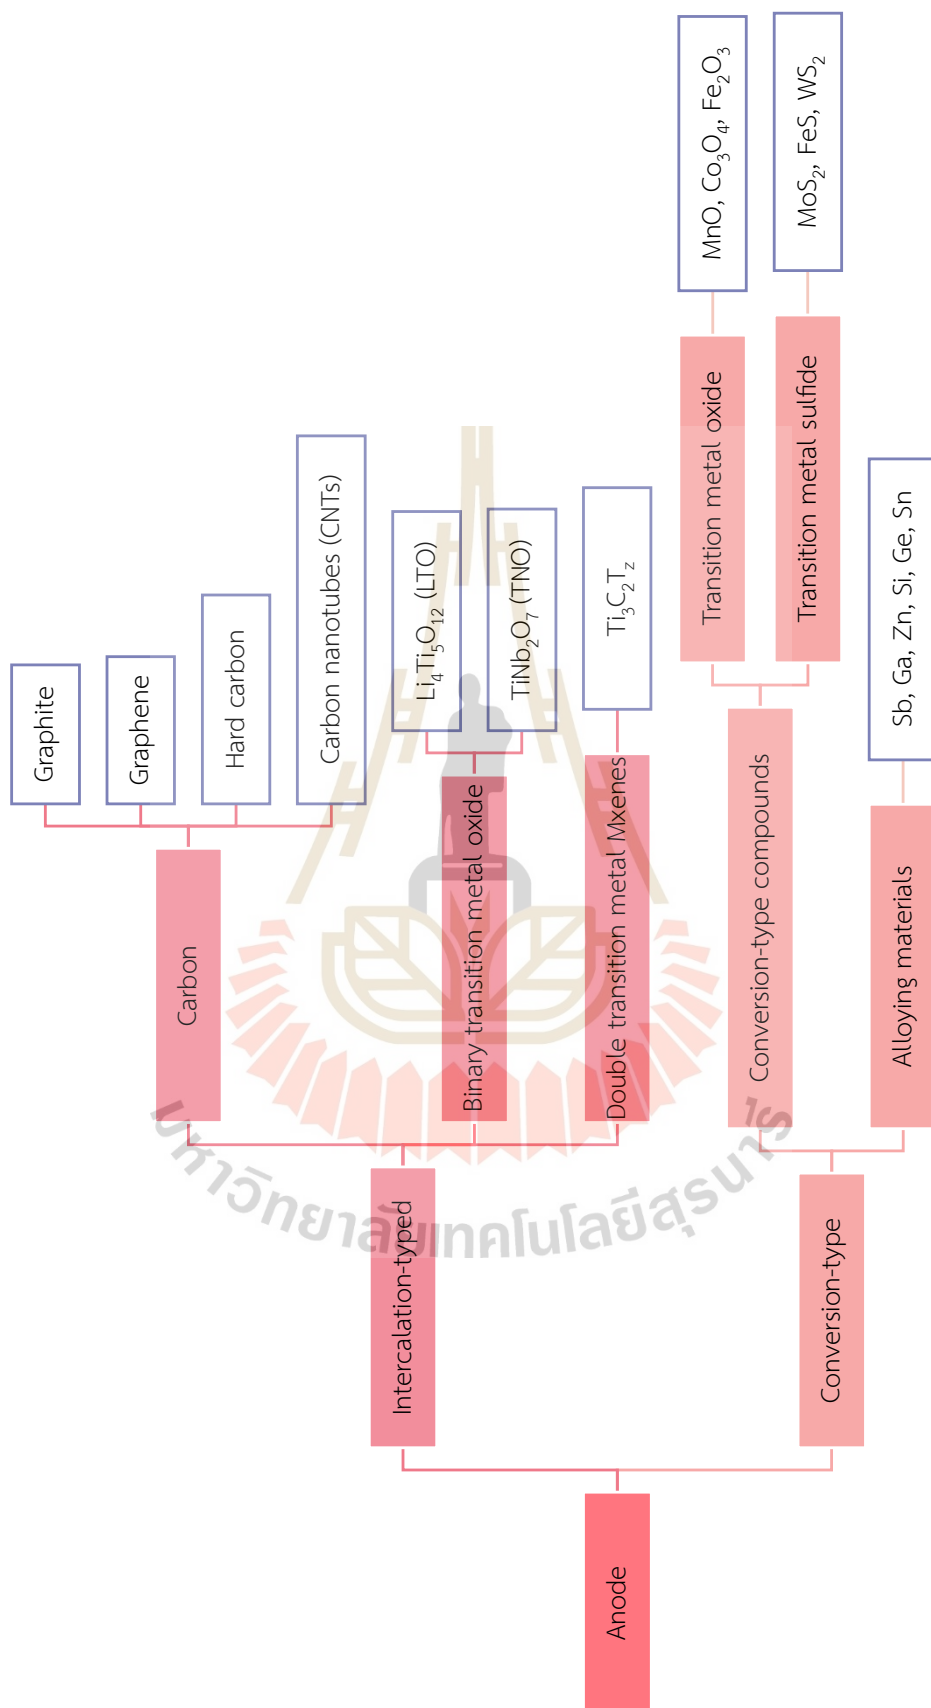 Anode
Intercalation-typed
Carbon
Graphite
Graphene
Hard carbon
Carbon nanotubes (CNTs)
Binary transition metal oxide
Li₄Ti₅O₁₂ (LTO)
TiNb₂O₇ (TNO)
Double transition metal Mxenes
Ti₃C₂T𝓏
Conversion-type
Conversion-type compounds
Transition metal oxide
MnO, Co₃O₄, Fe₂O₃
Transition metal sulfide
MoS₂, FeS, WS₂
Alloying materials
Sb, Ga, Zn, Si, Ge, Sn
มหาวิทยาลัยเทคโนโลยีสุรนารี